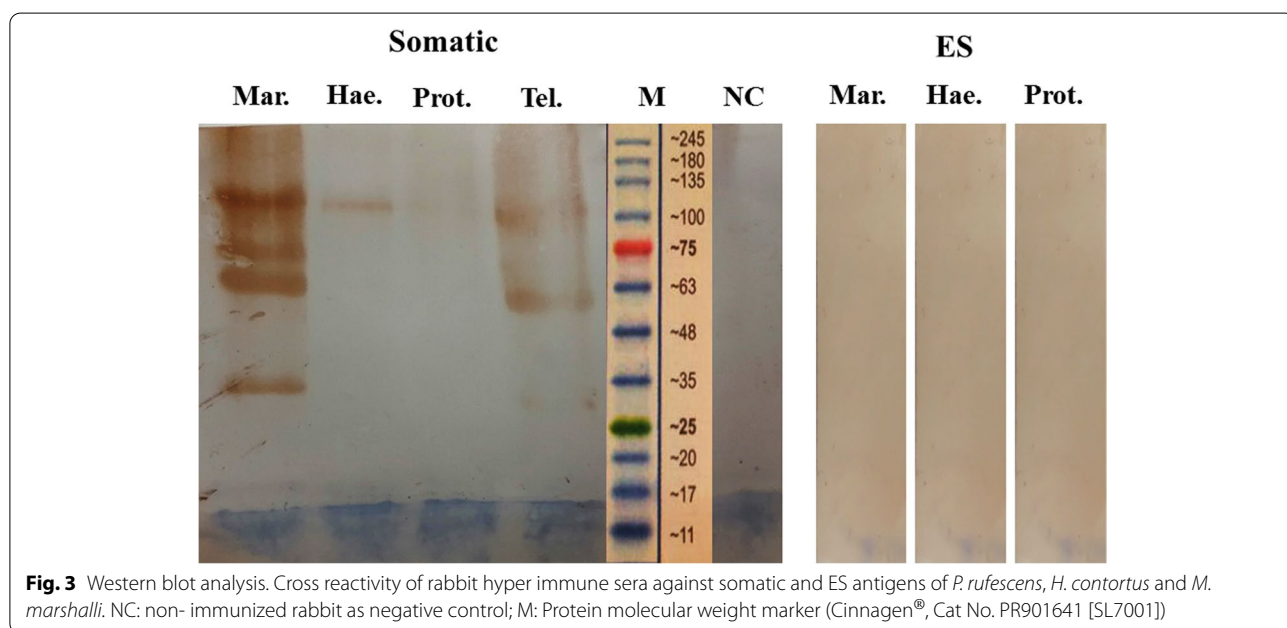 Somatic
ES
Mar. Hae. Prot. Tel. M NC
Mar. Hae. Prot.
~245
~180
~135
~100
~75
~63
~48
~35
~25
~20
~17
~11
Fig. 3 Western blot analysis. Cross reactivity of rabbit hyper immune sera against somatic and ES antigens of P. rufescens, H. contortus and M.
marshalli. NC: non- immunized rabbit as negative control; M: Protein molecular weight marker (Cinnagen®, Cat No. PR901641 [SL7001])